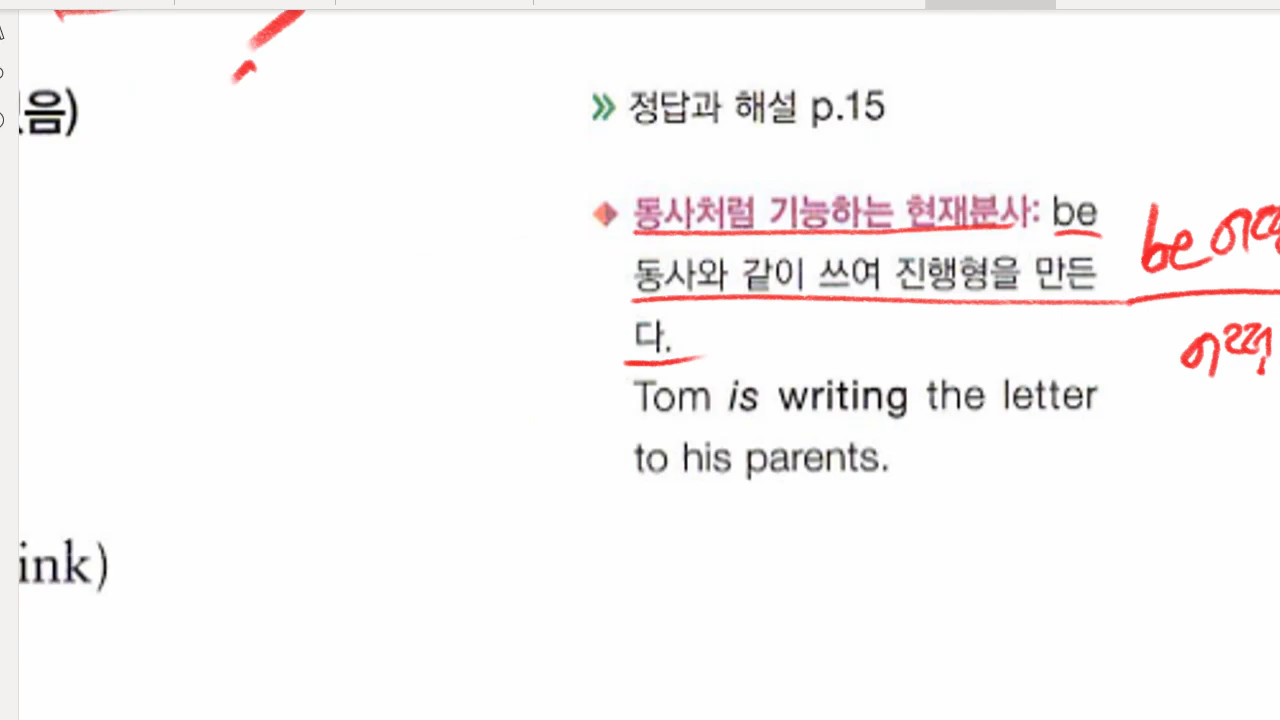 음)
» 정답과 해설 p.15
동사처럼 기능하는 현재분사: be
동사와 같이 쓰여 진행형을 만든
다.
be
Tom is writing the letter
to his parents.
ink)